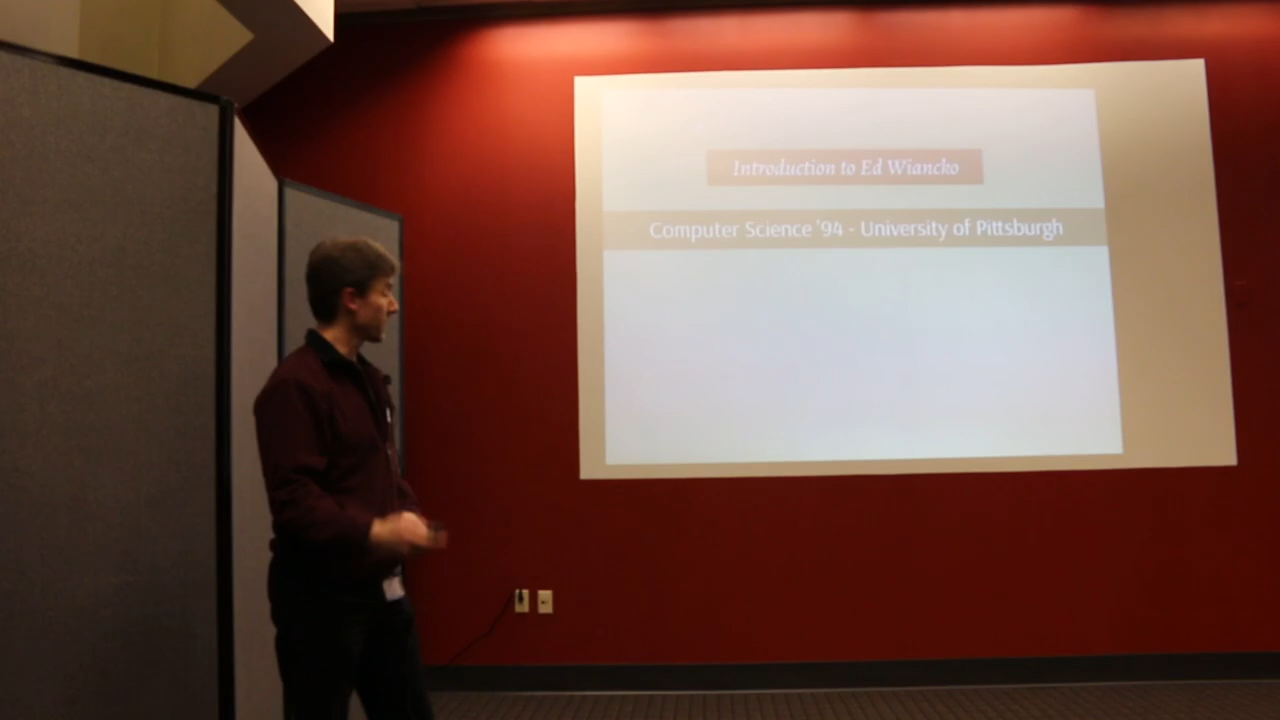 Introduction to Ed Wiancko
Computer Science '94 - University of Pittsburgh